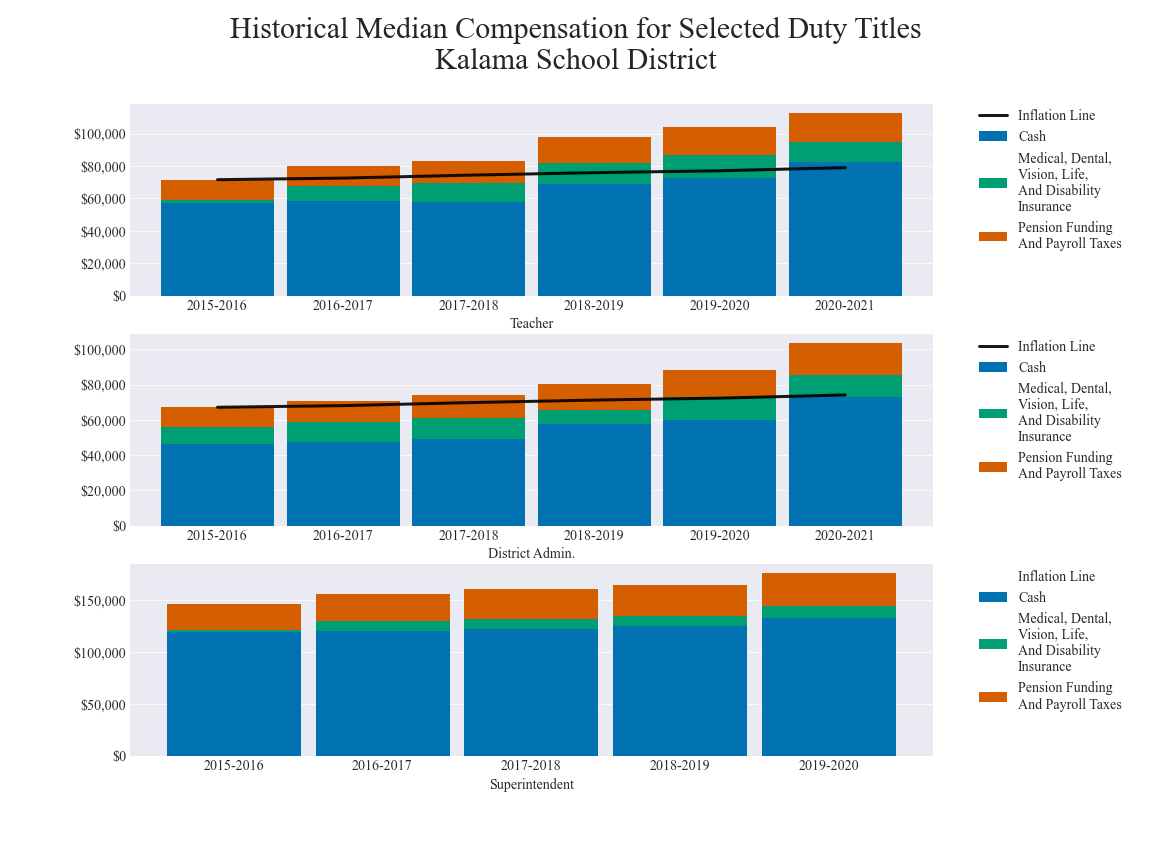 Historical Median Compensation for Selected Duty Titles
Kalama School District
$100,000
$80,000
$60,000
$40,000
$20,000
$0
2015-2016
2016-2017
2017-2018
2018-2019
2019-2020
2020-2021
Teacher
Inflation Line
Cash
Medical, Dental,
Vision, Life,
And Disability
Insurance
Pension Funding
And Payroll Taxes
$100,000
$80,000
$60,000
$40,000
$20,000
$0
2015-2016
2016-2017
2017-2018
2018-2019
2019-2020
2020-2021
District Admin.
Inflation Line
Cash
Medical, Dental,
Vision, Life,
And Disability
Insurance
Pension Funding
And Payroll Taxes
$150,000
$100,000
$50,000
$0
2015-2016
2016-2017
2017-2018
2018-2019
2019-2020
Superintendent
Inflation Line
Cash
Medical, Dental,
Vision, Life,
And Disability
Insurance
Pension Funding
And Payroll Taxes